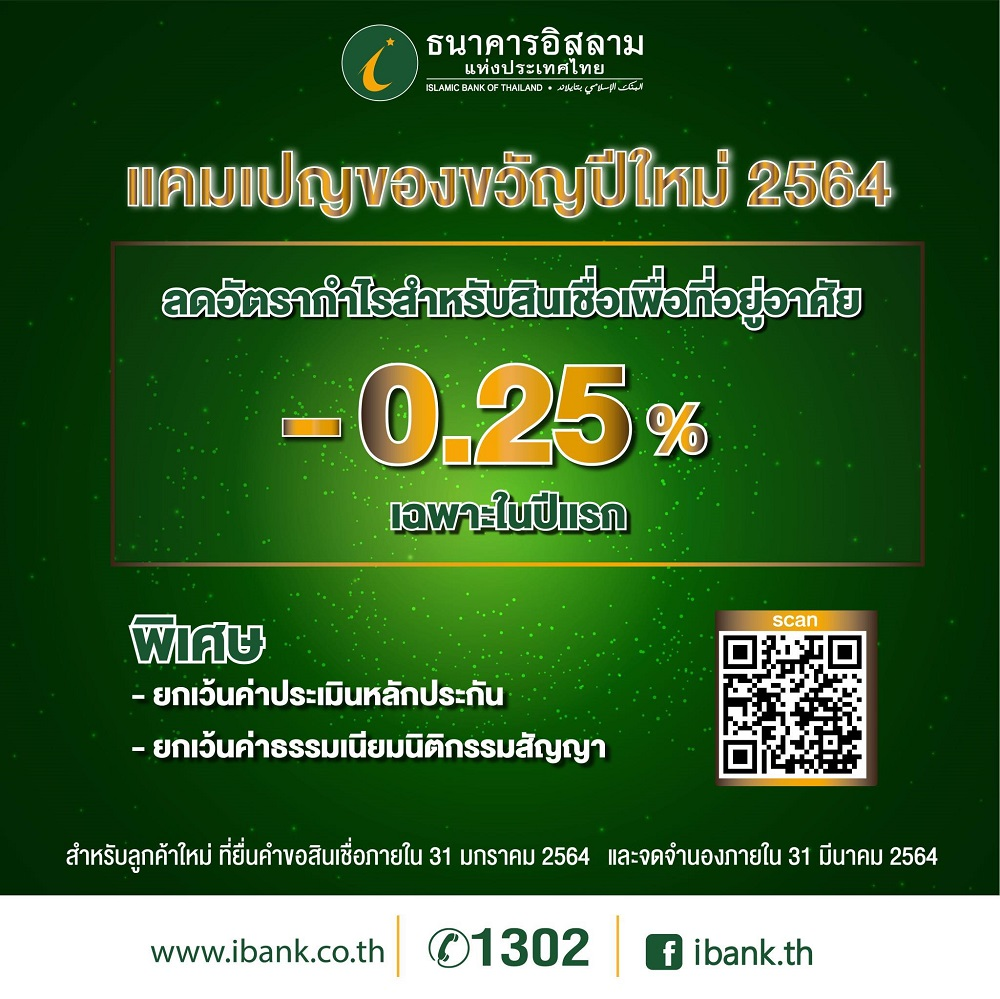 ธนาคารอิสลาม
แห่งประเทศไทย
ISLAMIC BANK OF THAILAND • البنك الإسلامي بتايلاند
แคมเปญของขวัญปีใหม่ 2564
ลดอัตรากำไรสำหรับสินเชื่อเพื่อที่อยู่อาศัย
- 0.25 %
เฉพาะในปีแรก
พิเศษ
- ยกเว้นค่าประเมินหลักประกัน
- ยกเว้นค่าธรรมเนียมนิติกรรมสัญญา
scan
สำหรับลูกค้าใหม่ ที่ยื่นคำขอสินเชื่อภายใน 31 มกราคม 2564 และจดจำนองภายใน 31 มีนาคม 2564
www.ibank.co.th 1302 ibank.th